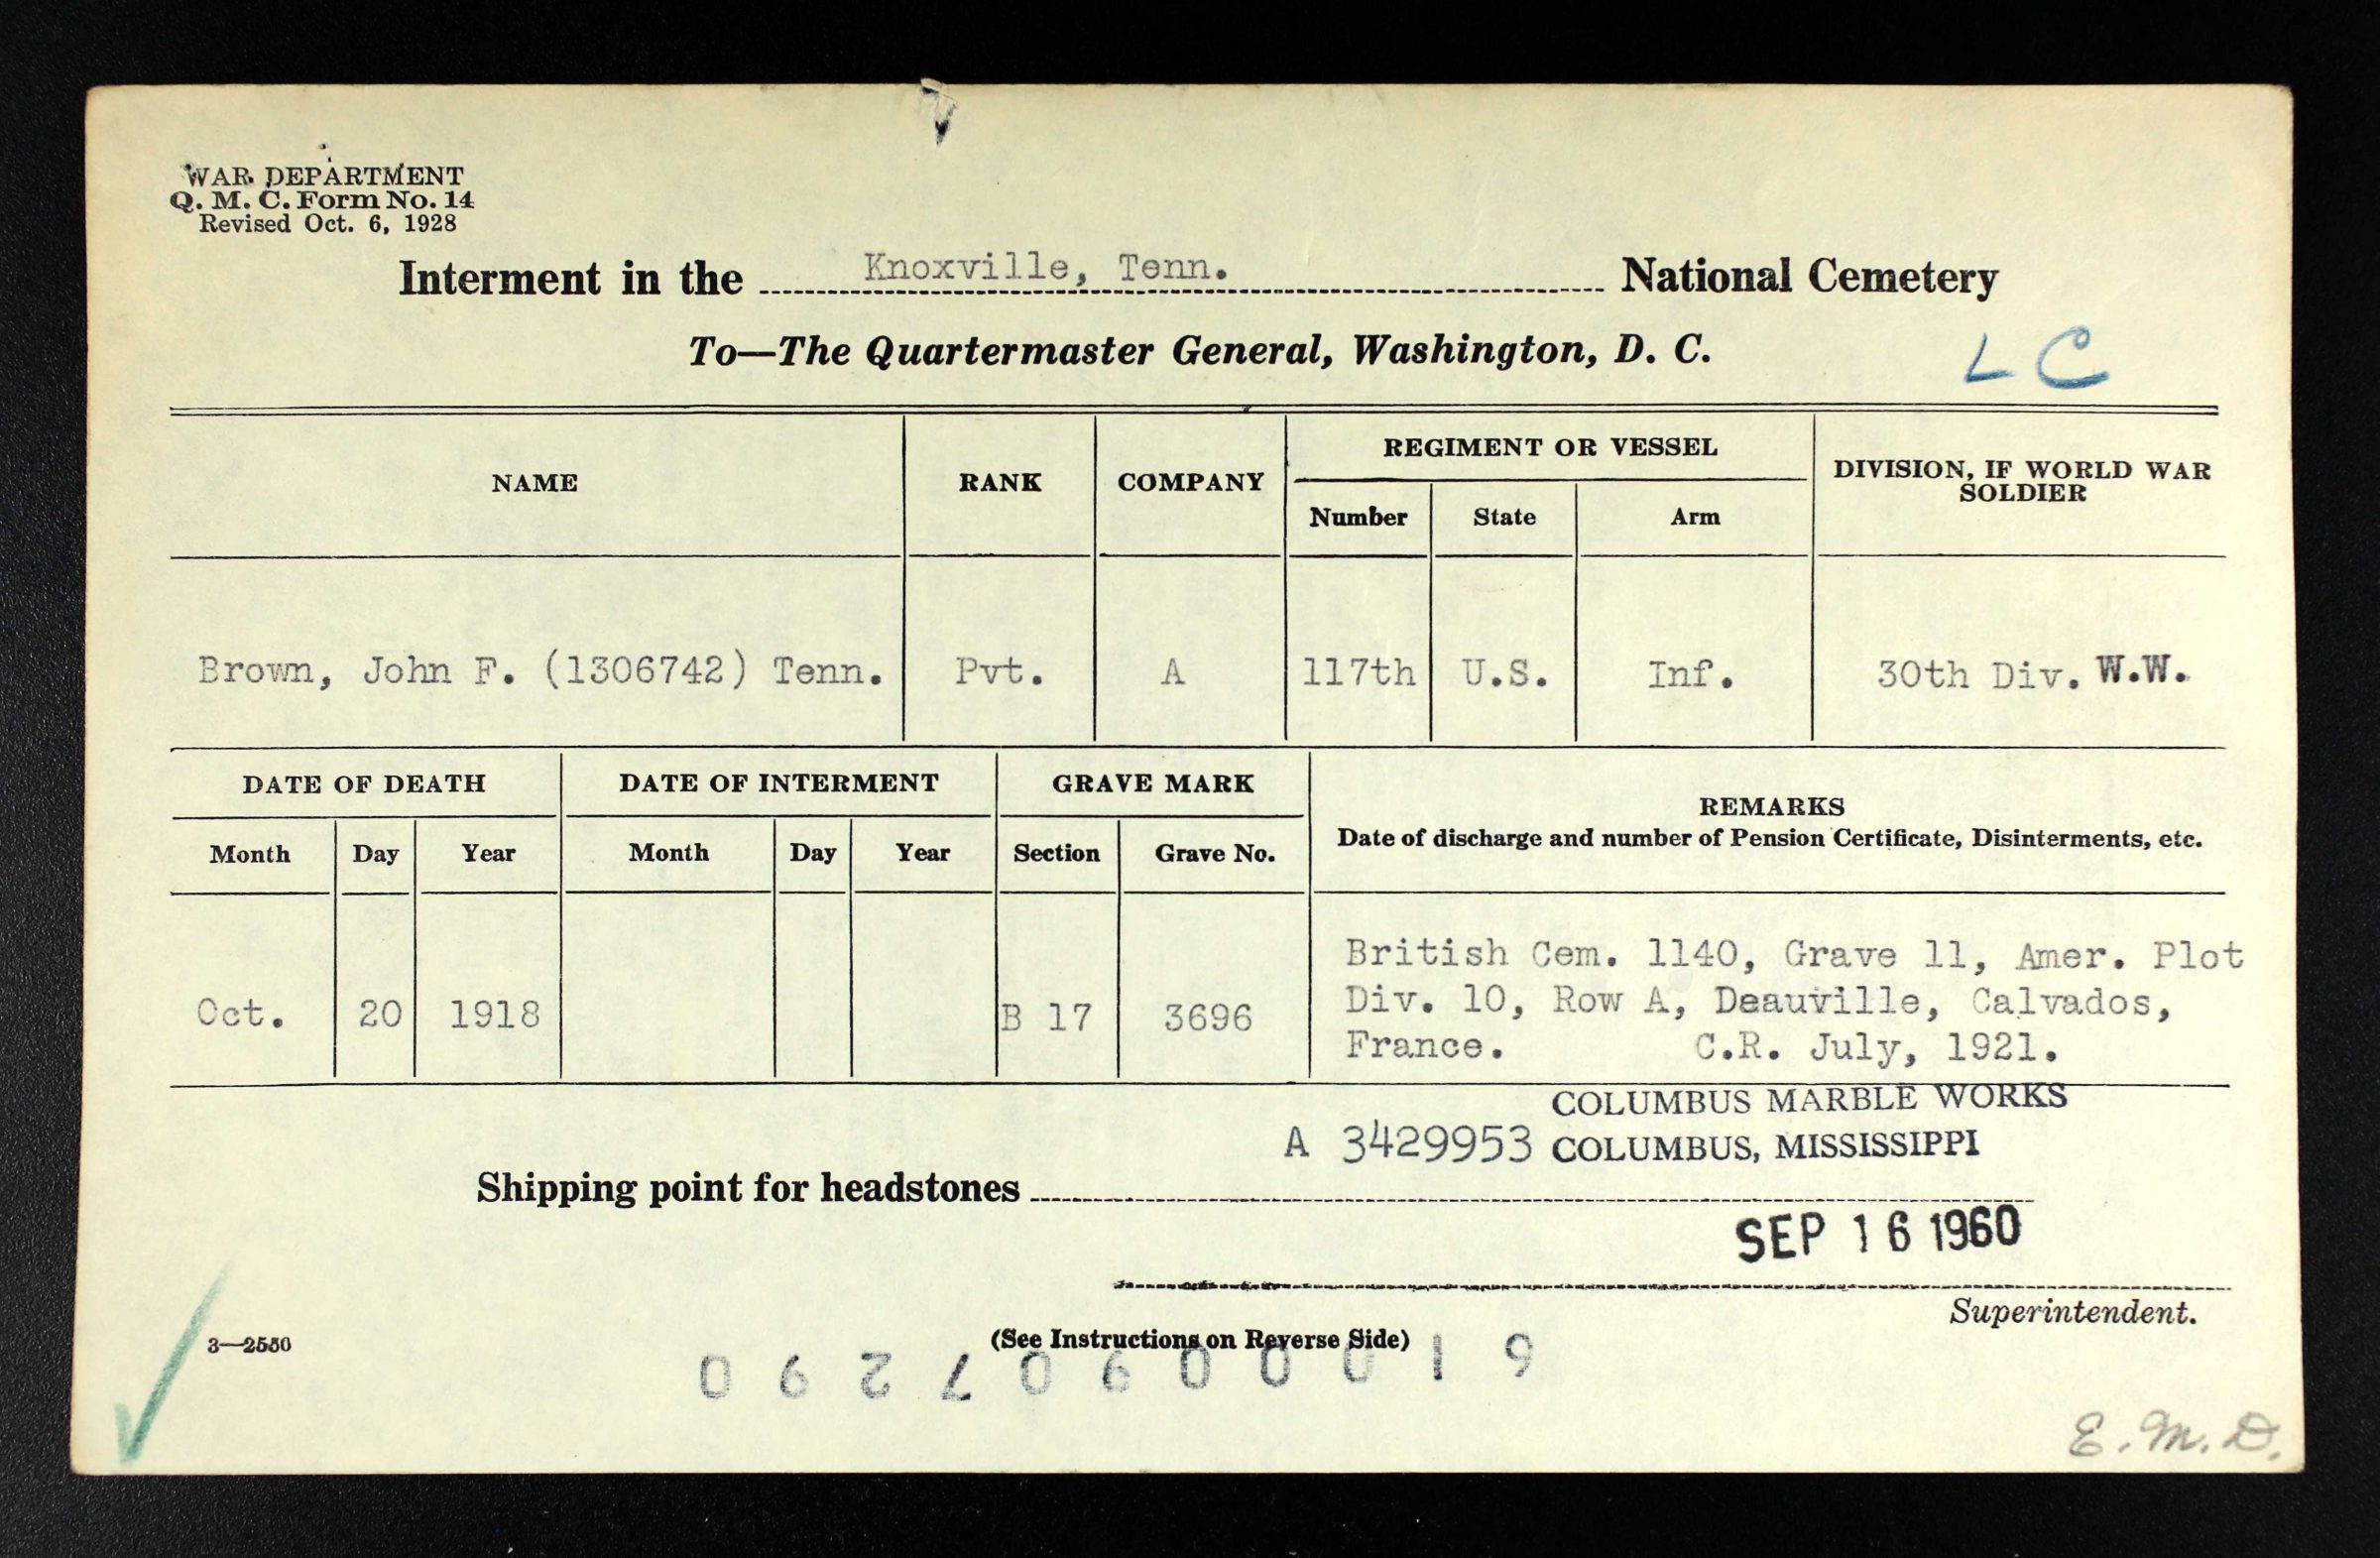 WAR DEPARTMENT
Q. M. C. Form No. 14
Revised Oct. 6, 1928
Interment in the Knoxville, Tenn. National Cemetery
To—The Quartermaster General, Washington, D. C.
L C
NAME RANK COMPANY REGIMENT OR VESSEL DIVISION, IF WORLD WAR SOLDIER
Number State Arm
Brown, John F. (1306742) Tenn. Pvt. A 117th U.S. Inf. 30th Div. W.W.
DATE OF DEATH DATE OF INTERMENT GRAVE MARK REMARKS
Date of discharge and number of Pension Certificate, Disinterments, etc.
Month Day Year Month Day Year Section Grave No.
Oct. 20 1918 B 17 3696
British Cem. 1140, Grave 11, Amer. Plot
Div. 10, Row A, Deauville, Calvados,
France. C.R. July, 1921.
COLUMBUS MARBLE WORKS
A 3429953 COLUMBUS, MISSISSIPPI
Shipping point for headstones
SEP 16 1960
Superintendent.
3—2550
(See Instructions on Reverse Side)
E. M. D.